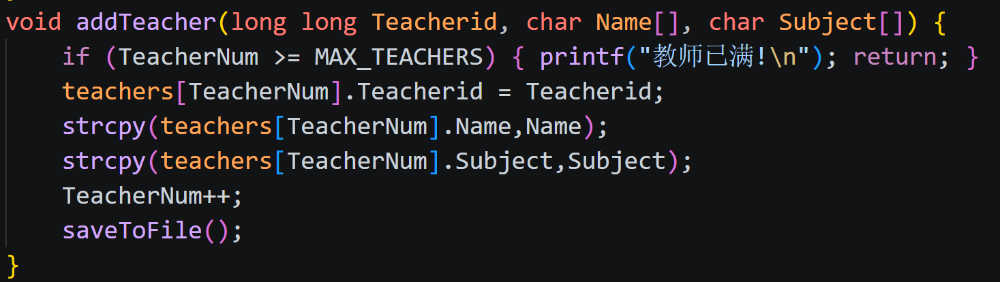 void addTeacher(long long Teacherid, char Name[], char Subject[]) {
if (TeacherNum >= MAX_TEACHERS) { printf("教师已满!\n"); return; }
teachers[TeacherNum].Teacherid = Teacherid;
strcpy(teachers[TeacherNum].Name,Name);
strcpy(teachers[TeacherNum].Subject,Subject);
TeacherNum++;
saveToFile();
}